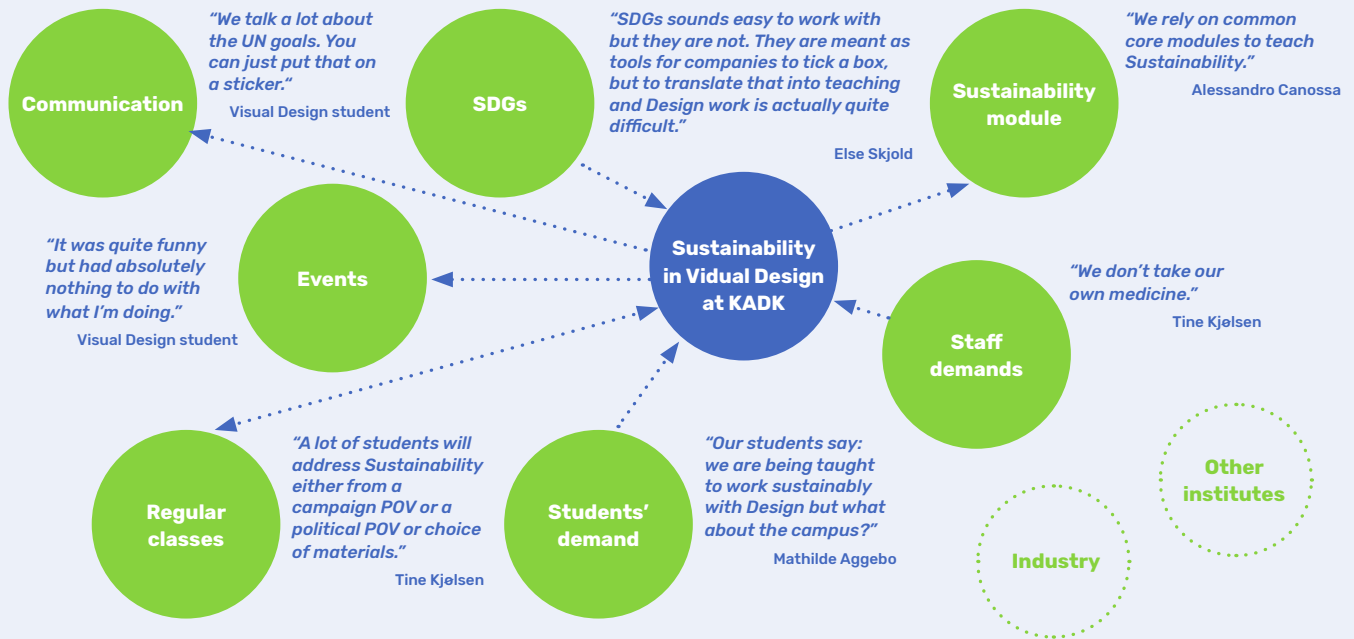 Communication
“We talk a lot about
the UN goals. You
can just put that on
a sticker.“
Visual Design student
SDGs
“SDGs sounds easy to work with
but they are not. They are meant as
tools for companies to tick a box,
but to translate that into teaching
and Design work is actually quite
difficult.”
Else Skjold
Sustainability
module
“We rely on common
core modules to teach
Sustainability.”
Alessandro Canossa
“It was quite funny
but had absolutely
nothing to do with
what I’m doing.”
Visual Design student
Events
Sustainability
in Vidual Design
at KADK
“We don’t take our
own medicine.”
Tine Kjølsen
Staff
demands
Regular
classes
“A lot of students will
address Sustainability
either from a
campaign POV or a
political POV or choice
of materials.”
Tine Kjølsen
Students’
demand
“Our students say:
we are being taught
to work sustainably
with Design but what
about the campus?”
Mathilde Aggebo
Industry
Other
institutes